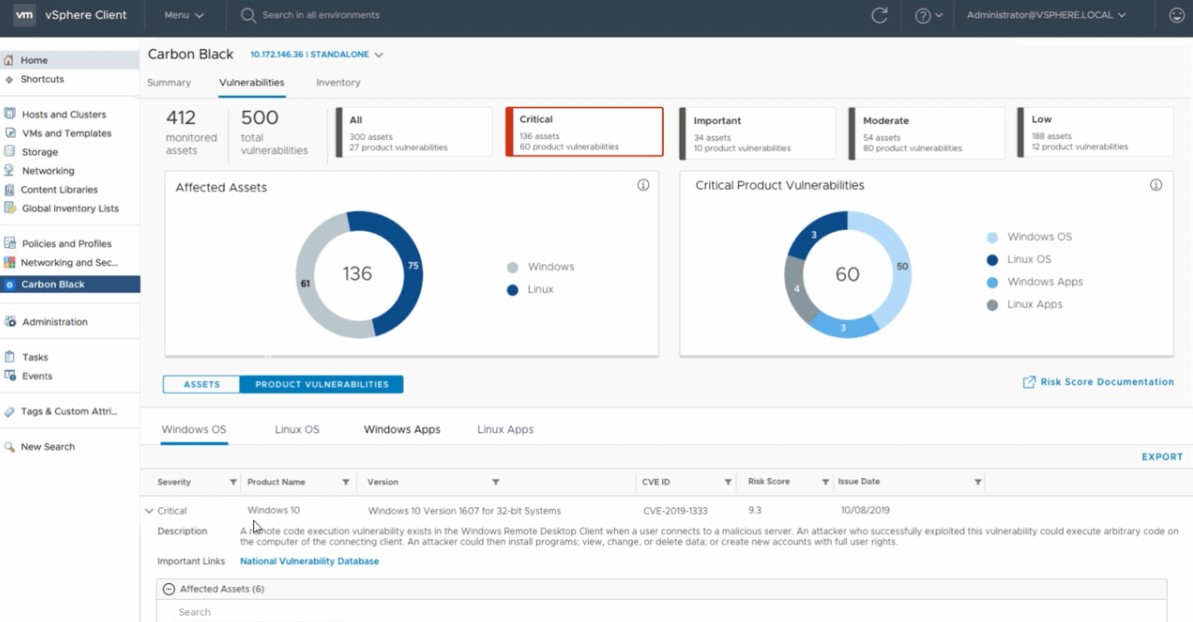 vm vSphere Client Menu Search in all environments Administrator@VSPHERE.LOCAL
Home
Shortcuts
Hosts and Clusters
VMs and Templates
Storage
Networking
Content Libraries
Global Inventory Lists
Policies and Profiles
Networking and Sec...
Carbon Black
Administration
Tasks
Events
Tags & Custom Attri...
New Search
Carbon Black 10.172.146.36 | STANDALONE
Summary Vulnerabilities Inventory
412
monitored
assets
500
total
vulnerabilities
All
300 assets
27 product vulnerabilities
Critical
136 assets
60 product vulnerabilities
Important
34 assets
10 product vulnerabilities
Moderate
54 assets
80 product vulnerabilities
Low
188 assets
12 product vulnerabilities
Affected Assets
136
75
61
Windows
Linux
Critical Product Vulnerabilities
60
3
50
4
3
Windows OS
Linux OS
Windows Apps
Linux Apps
ASSETS PRODUCT VULNERABILITIES
Risk Score Documentation
Windows OS Linux OS Windows Apps Linux Apps
EXPORT
Severity Product Name Version CVE ID Risk Score Issue Date
Critical Windows 10 Windows 10 Version 1607 for 32-bit Systems CVE-2019-1333 9.3 10/08/2019
Description A remote code execution vulnerability exists in the Windows Remote Desktop Client when a user connects to a malicious server. An attacker who successfully exploited this vulnerability could execute arbitrary code on
the computer of the connecting client. An attacker could then install programs; view, change, or delete data; or create new accounts with full user rights.
Important Links National Vulnerability Database
Affected Assets (6)
Search